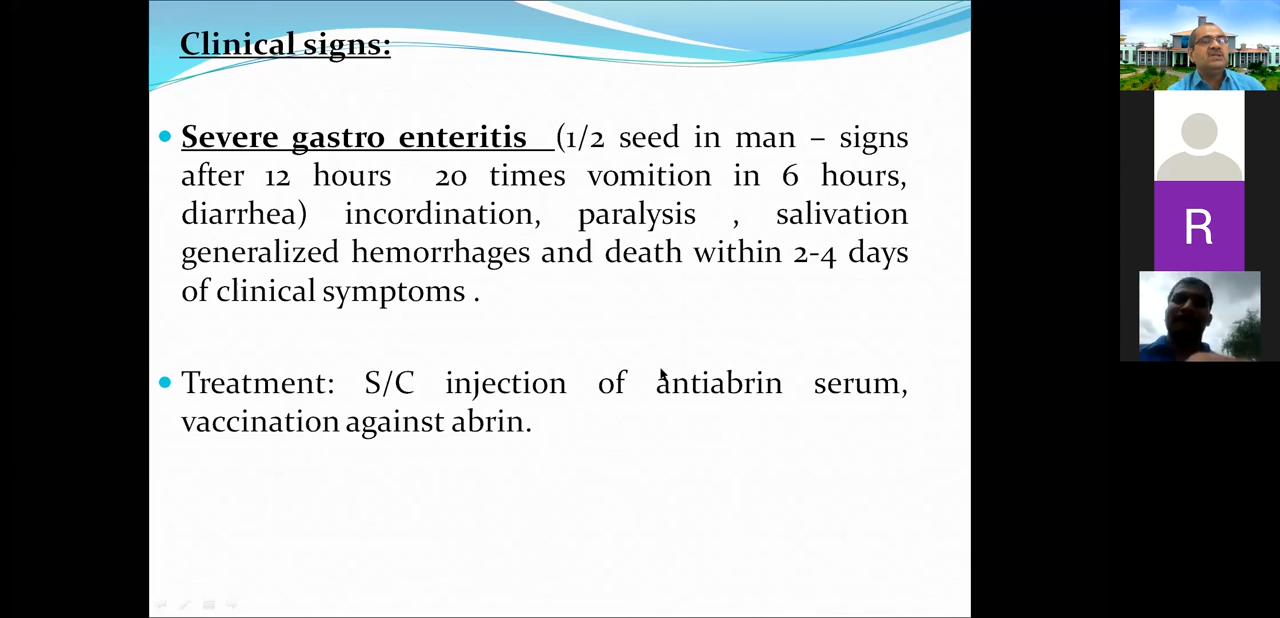 Clinical signs:
Severe gastro enteritis (1/2 seed in man – signs
after 12 hours 20 times vomition in 6 hours,
diarrhea) incordination, paralysis , salivation
generalized hemorrhages and death within 2-4 days
of clinical symptoms .
Treatment: S/C injection of antiabrin serum,
vaccination against abrin.
R